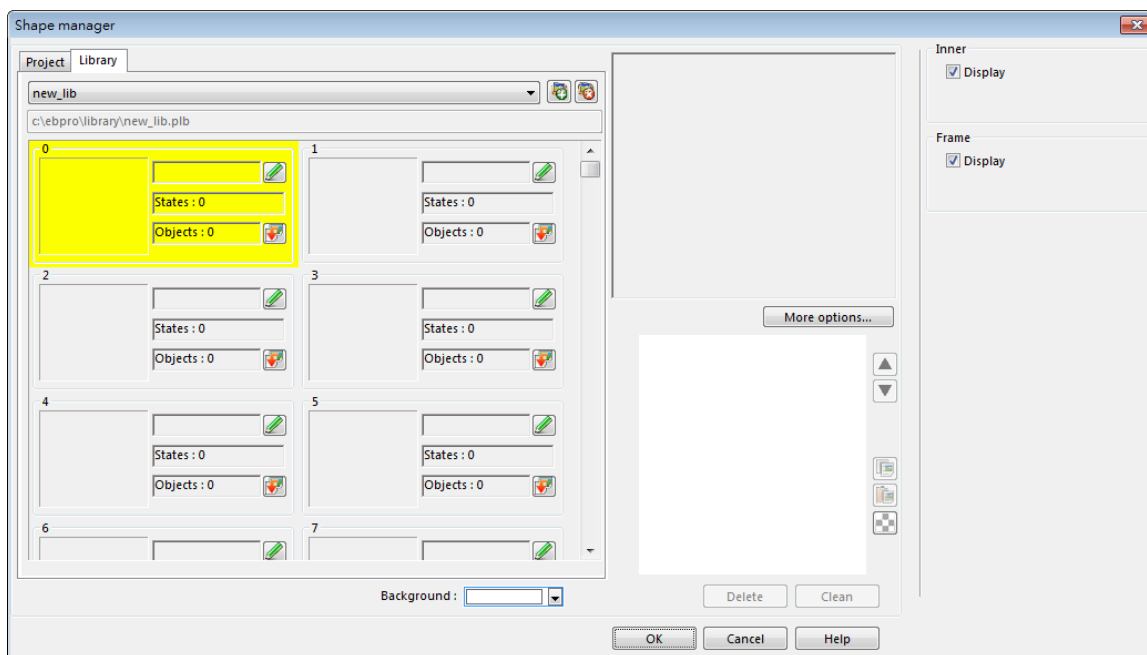 Shape manager
Project
Library
new_lib
c:\ebpro\library\new_lib.plb
0
States : 0
Objects : 0
1
States : 0
Objects : 0
2
States : 0
Objects : 0
3
States : 0
Objects : 0
4
States : 0
Objects : 0
5
States : 0
Objects : 0
6
7
Background :
More options...
Delete
Clean
OK
Cancel
Help
Inner
Display
Frame
Display